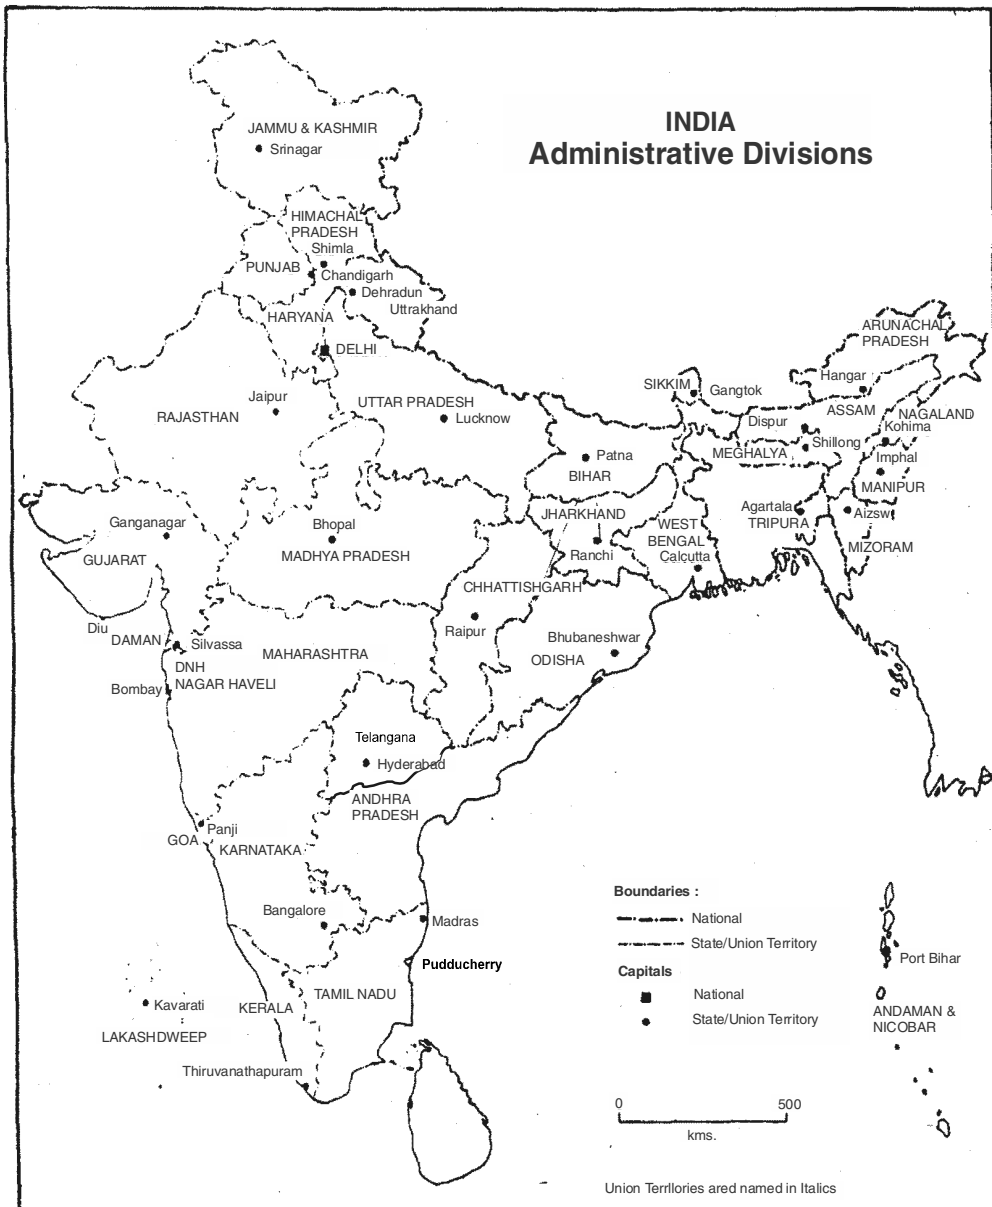 INDIA
Administrative Divisions
JAMMU & KASHMIR
Srinagar
HIMACHAL
PRADESH
Shimla
PUNJAB
Chandigarh
Dehradun
Uttrakhand
HARYANA
DELHI
ARUNACHAL
PRADESH
Hangar
SIKKIM
Gangtok
Jaipur
RAJASTHAN
UTTAR PRADESH
Lucknow
Dispur
ASSAM
NAGALAND
Kohima
Shillong
MEGHALYA
Imphal
MANIPUR
Patna
BIHAR
Ganganagar
GUJARAT
Bhopal
MADHYA PRADESH
JHARKHAND
Ranchi
WEST
BENGAL
Calcutta
Agartala
TRIPURA
Aizsw
MIZORAM
CHHATTISHGARH
Raipur
Bhubaneshwar
ODISHA
Diu
DAMAN
Silvassa
DNH
NAGAR HAVELI
MAHARASHTRA
Bombay
Telangana
Hyderabad
ANDHRA
PRADESH
Panji
GOA
KARNATAKA
Bangalore
Madras
Pudducherry
TAMIL NADU
KERALA
Kavarati
LAKASHDWEEP
Thiruvanathapuram
Boundaries :
National
State/Union Territory
Capitals
National
State/Union Territory
Port Bihar
ANDAMAN &
NICOBAR
0 500
kms.
Union Terrllories ared named in Italics